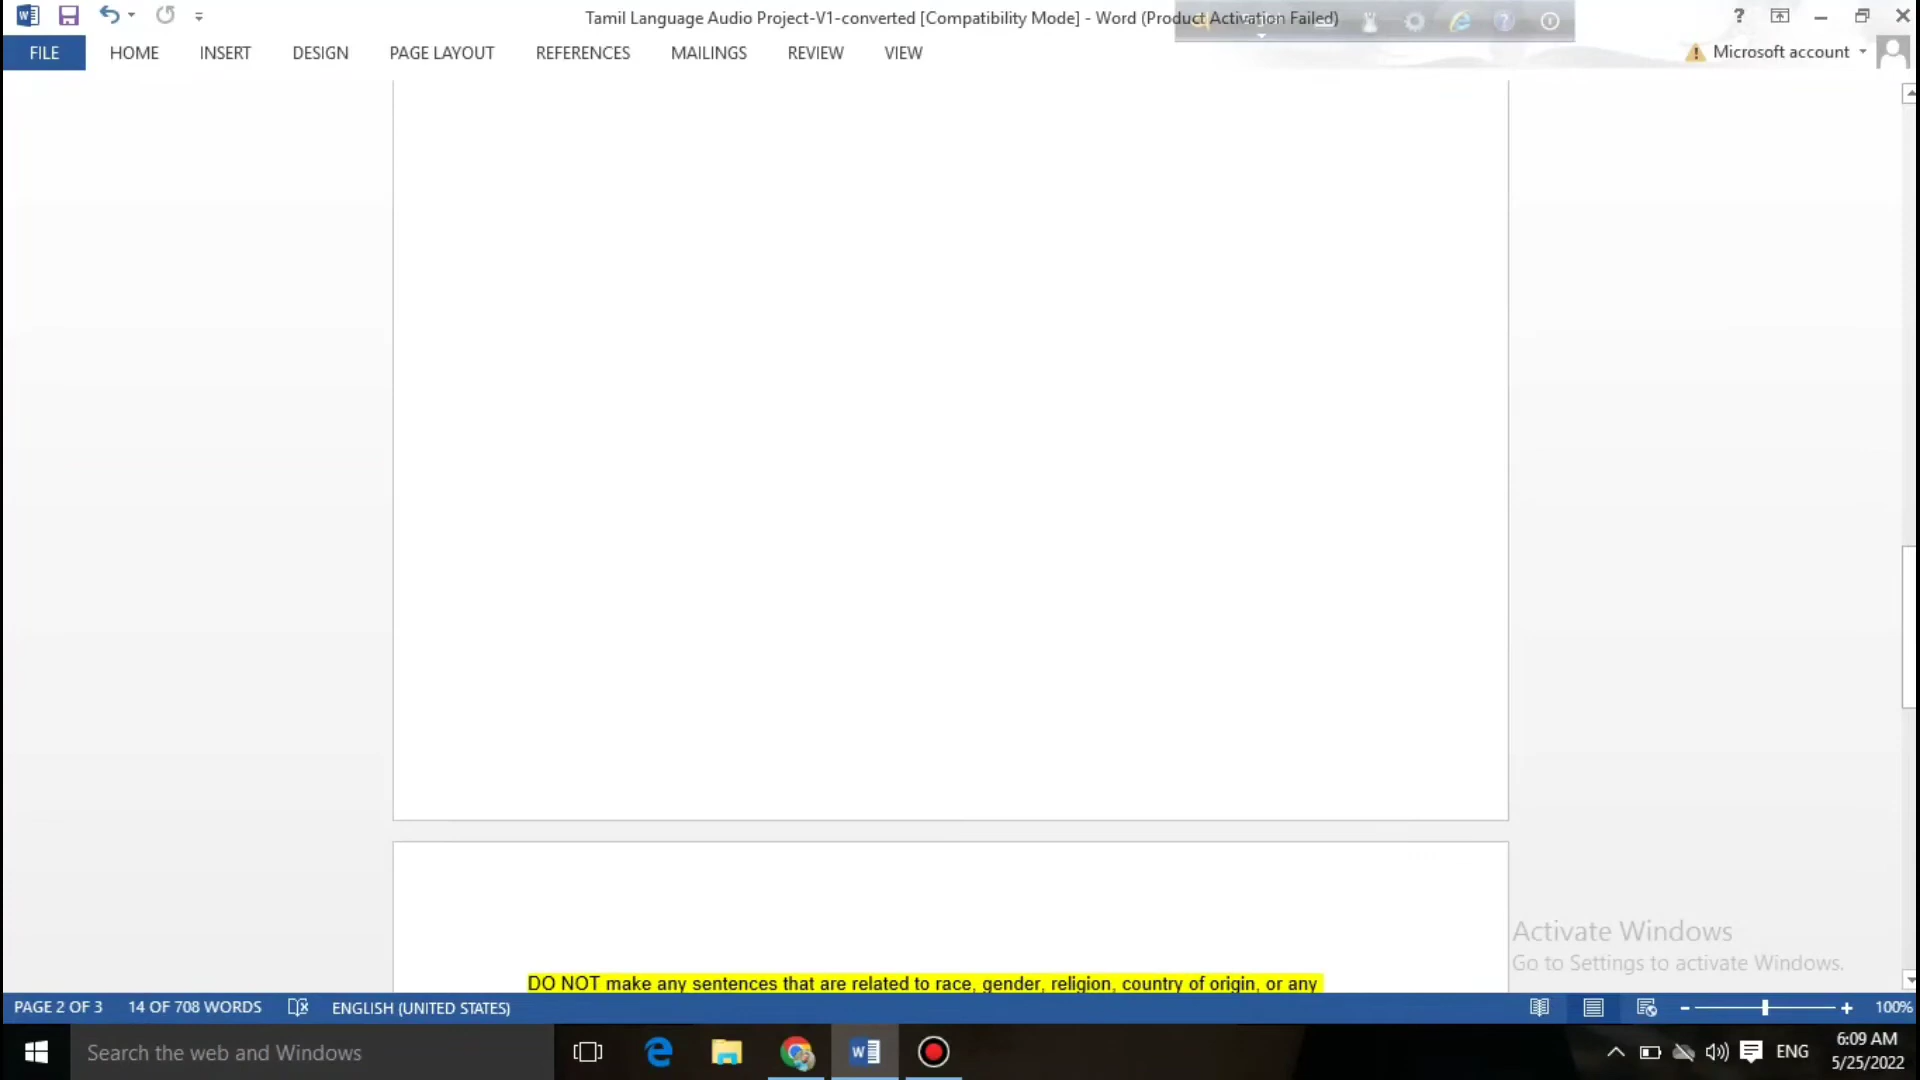 Tamil Language Audio Project-V1-converted [Compatibility Mode] - Word (Product Activation Failed)
FILE HOME INSERT DESIGN PAGE LAYOUT REFERENCES MAILINGS REVIEW VIEW Microsoft account
DO NOT make any sentences that are related to race, gender, religion, country of origin, or any
Activate Windows
Go to Settings to activate Windows.
PAGE 2 OF 3 14 OF 708 WORDS ENGLISH (UNITED STATES) 100%
Search the web and Windows ENG 6:09 AM
5/25/2022